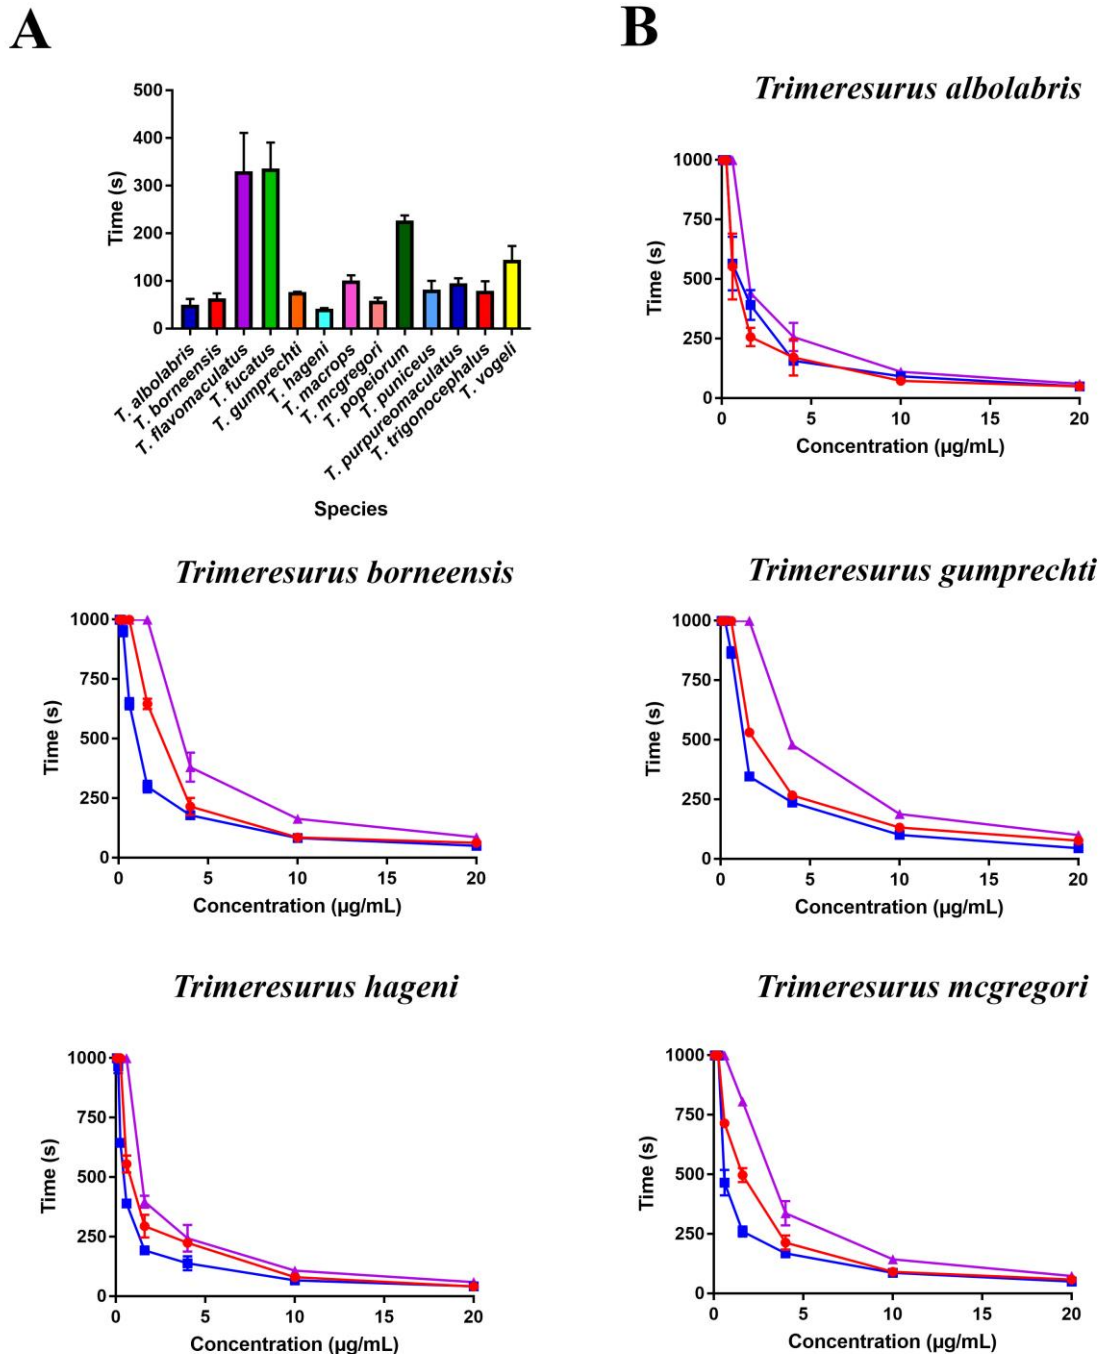 A
500
400
300
200
100
0
Time (s)
T. albolabris
T. borneensis
T. flavomaculatus
T. fucatus
T. gumprechti
T. hageni
T. macrops
T. mcgregori
T. popeiorum
T. puniceus
T. purpureomaculatus
T. trigonocephalus
T. vogeli
Species
B
Trimeresurus albolabris
1000
750
500
250
0
Time (s)
0 5 10 15 20
Concentration (µg/mL)
Trimeresurus borneensis
1000
750
500
250
0
Time (s)
0 5 10 15 20
Concentration (µg/mL)
Trimeresurus gumprechti
1000
750
500
250
0
Time (s)
0 5 10 15 20
Concentration (µg/mL)
Trimeresurus hageni
1000
750
500
250
0
Time (s)
0 5 10 15 20
Concentration (µg/mL)
Trimeresurus mcgregori
1000
750
500
250
0
Time (s)
0 5 10 15 20
Concentration (µg/mL)